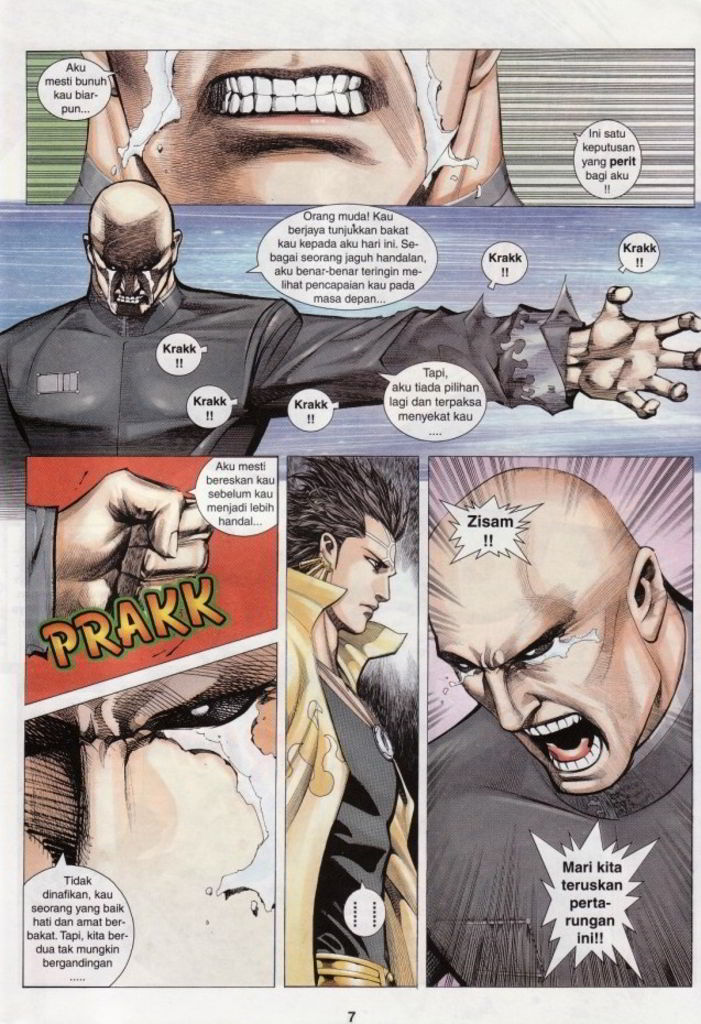 Aku
mesti bunuh
kau biar-
pun...
Ini satu
keputusan
yang perit
bagi aku
!!
Orang muda! Kau
berjaya tunjukkan bakat
kau kepada aku hari ini. Se-
bagai seorang jaguh handalan,
aku benar-benar teringin me-
lihat pencapaian kau pada
masa depan...
Krakk
!!
Krakk
!!
Krakk
!!
Krakk
!!
Krakk
!!
Tapi,
aku tiada pilihan
lagi dan terpaksa
menyekat kau
....
Aku mesti
bereskan kau
sebelum kau
menjadi lebih
handal...
PRAKK
Tidak
dinafikan, kau
seorang yang baik
hati dan amat ber-
bakat. Tapi, kita ber-
dua tak mungkin
bergandingan
.....
Zisam
!!
Mari kita
teruskan
perta-
rungan
ini!!
7